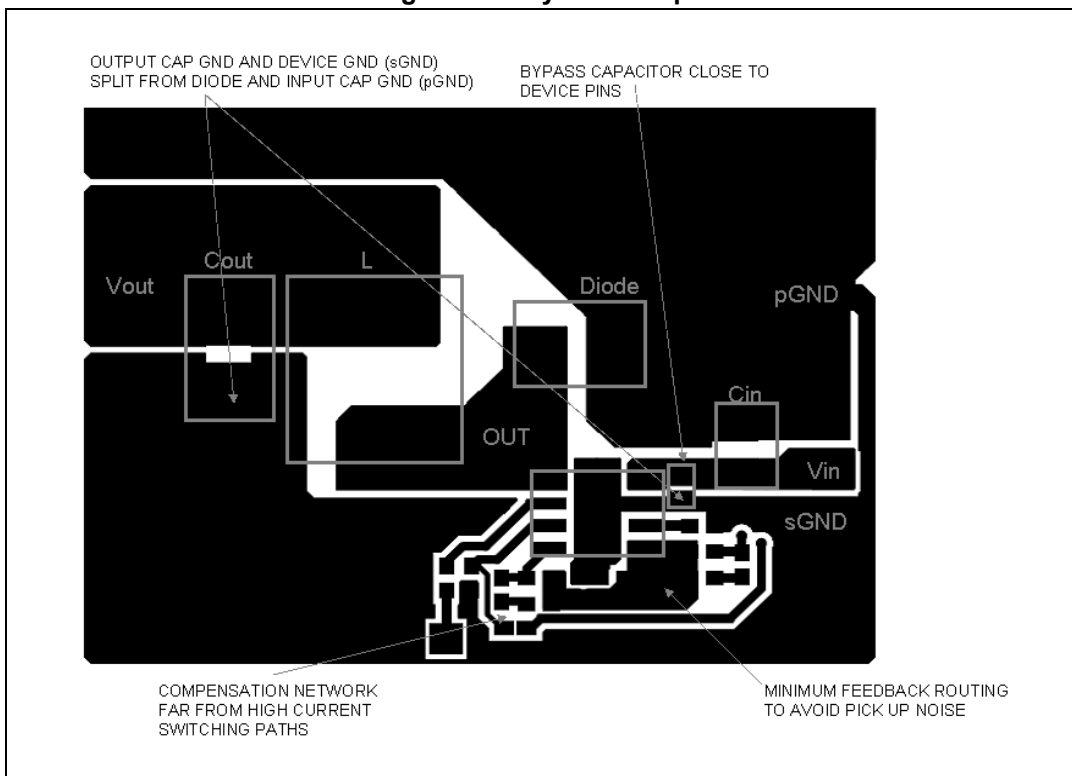 OUTPUT CAP GND AND DEVICE GND (sGND)
SPLIT FROM DIODE AND INPUT CAP GND (pGND)
BYPASS CAPACITOR CLOSE TO
DEVICE PINS
Cout
L
Vout
Diode
pGND
Cin
OUT
Vin
sGND
COMPENSATION NETWORK
FAR FROM HIGH CURRENT
SWITCHING PATHS
MINIMUM FEEDBACK ROUTING
TO AVOID PICK UP NOISE